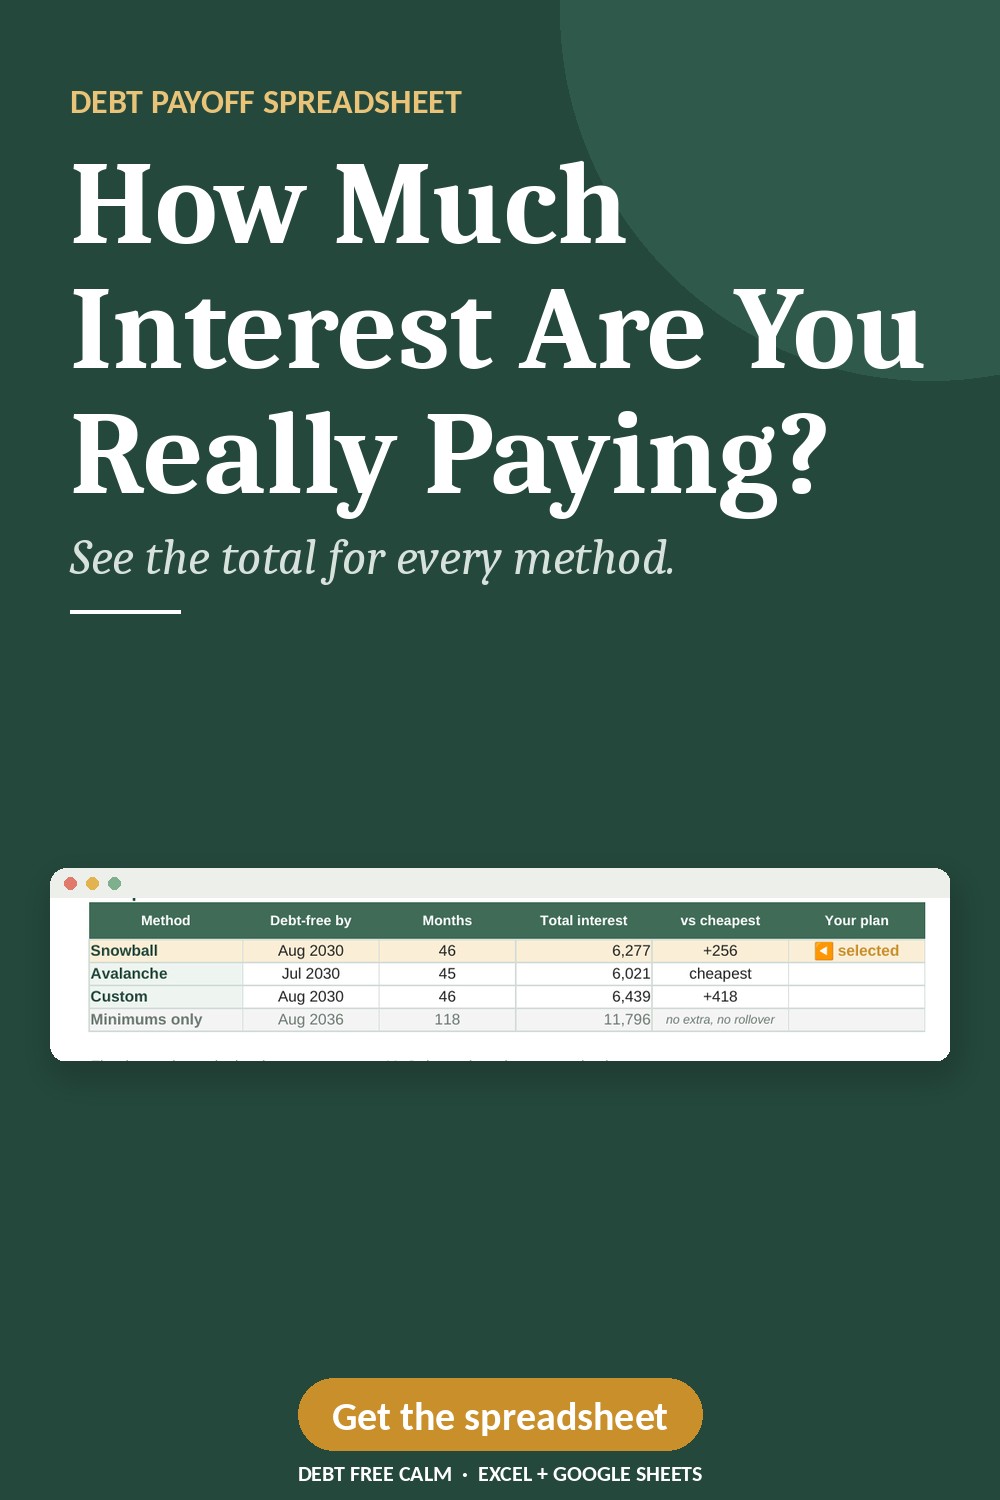 DEBT PAYOFF SPREADSHEET
How Much
Interest Are You
Really Paying?
See the total for every method.
Method Debt-free by Months Total interest vs cheapest Your plan
Snowball Aug 2030 46 6,277 +256 ◀ selected
Avalanche Jul 2030 45 6,021 cheapest
Custom Aug 2030 46 6,439 +418
Minimums only Aug 2036 118 11,796 no extra, no rollover
Get the spreadsheet
DEBT FREE CALM · EXCEL + GOOGLE SHEETS